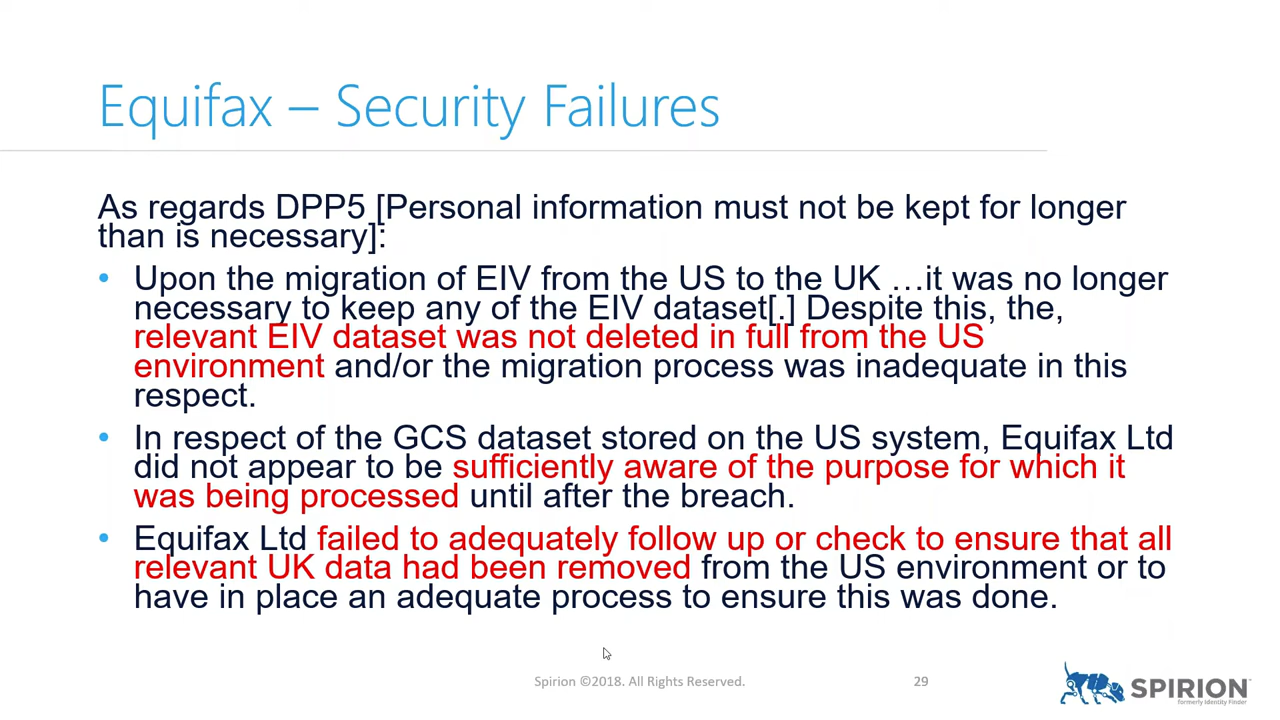 Equifax – Security Failures
As regards DPP5 [Personal information must not be kept for longer
than is necessary]:
• Upon the migration of EIV from the US to the UK …it was no longer
necessary to keep any of the EIV dataset[.] Despite this, the,
relevant EIV dataset was not deleted in full from the US
environment and/or the migration process was inadequate in this
respect.
• In respect of the GCS dataset stored on the US system, Equifax Ltd
did not appear to be sufficiently aware of the purpose for which it
was being processed until after the breach.
• Equifax Ltd failed to adequately follow up or check to ensure that all
relevant UK data had been removed from the US environment or to
have in place an adequate process to ensure this was done.
Spirion ©2018. All Rights Reserved.
29
SPIRION
formerly Identity Finder